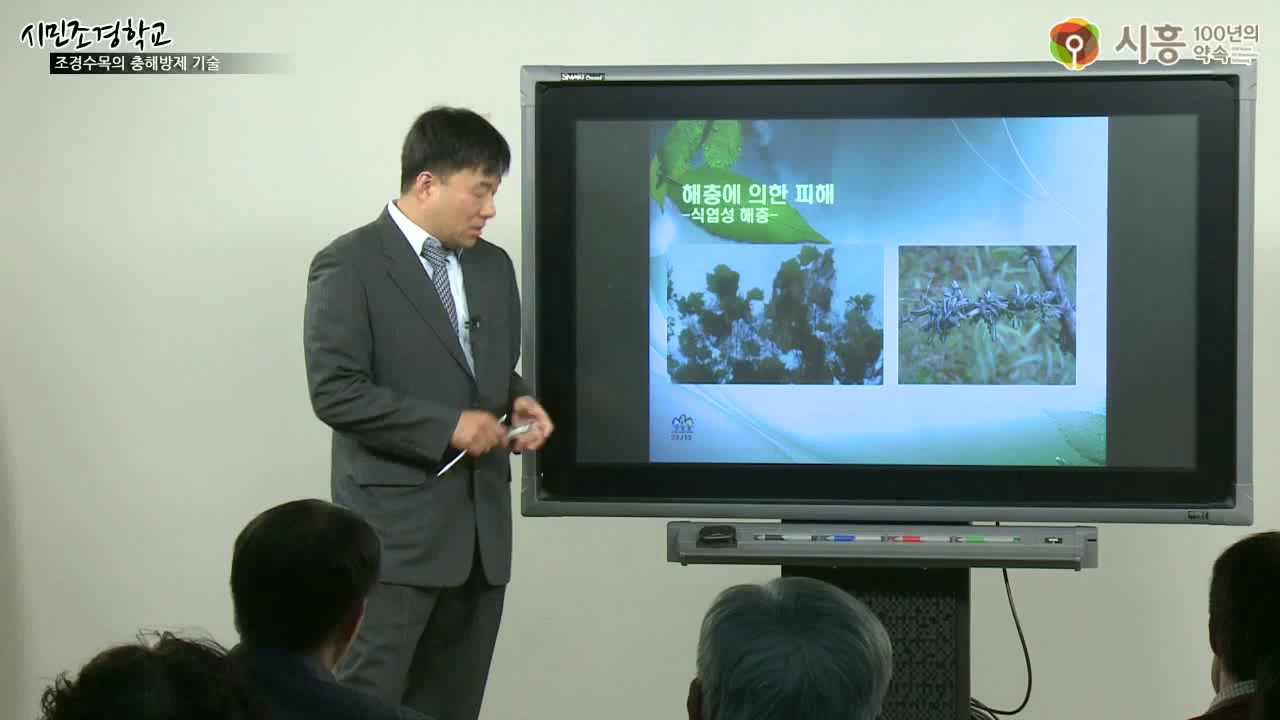 시민조경학교
조경수목의 충해방제 기술
시흥 100년의
약속
해충에 의한 피해
-식엽성 해충-